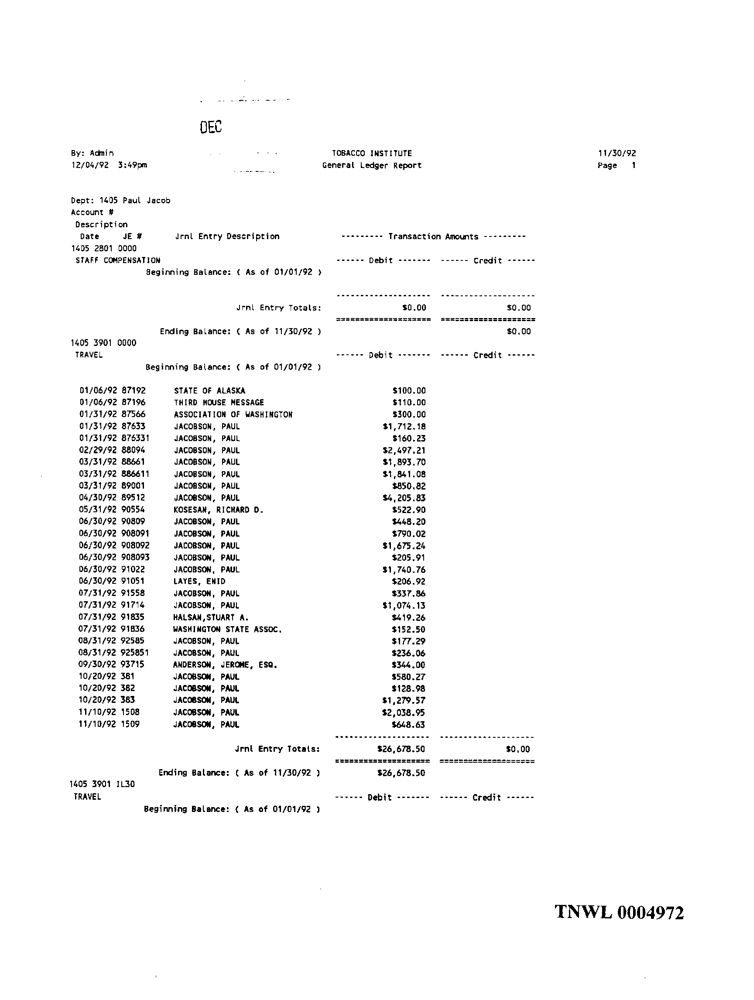 DEC
By: Admin TOBACCO INSTITUTE 11/30/92
12/04/92 3:49pm General Ledger Report Page 1
Dept: 1405 Paul Jacob
Account #
Description
Date JE # Jrnl Entry Description --------- Transaction Amounts ---------
1405 2801 0000
STAFF COMPENSATION ------ Debit ------- ------ Credit ------
Beginning Balance: ( As of 01/01/92 )
------------------- -------------------
Jrnl Entry Totals: $0.00 $0.00
=================== ===================
Ending Balance: ( As of 11/30/92 ) $0.00
1405 3901 0000
TRAVEL ------ Debit ------- ------ Credit ------
Beginning Balance: ( As of 01/01/92 )
01/06/92 87192 STATE OF ALASKA $100.00
01/06/92 87196 THIRD HOUSE MESSAGE $110.00
01/31/92 87566 ASSOCIATION OF WASHINGTON $300.00
01/31/92 87633 JACOBSON, PAUL $1,712.18
01/31/92 876331 JACOBSON, PAUL $160.23
02/29/92 88094 JACOBSON, PAUL $2,497.21
03/31/92 88661 JACOBSON, PAUL $1,893.70
03/31/92 886611 JACOBSON, PAUL $1,841.08
03/31/92 89001 JACOBSON, PAUL $850.82
04/30/92 89512 JACOBSON, PAUL $4,205.83
05/31/92 90554 KOSESAN, RICHARD D. $522.90
06/30/92 90809 JACOBSON, PAUL $448.20
06/30/92 908091 JACOBSON, PAUL $790.02
06/30/92 908092 JACOBSON, PAUL $1,675.24
06/30/92 908093 JACOBSON, PAUL $205.91
06/30/92 91022 JACOBSON, PAUL $1,740.76
06/30/92 91051 LAYES, ENID $206.92
07/31/92 91558 JACOBSON, PAUL $337.86
07/31/92 91714 JACOBSON, PAUL $1,074.13
07/31/92 91835 HALSAN,STUART A. $419.26
07/31/92 91836 WASHINGTON STATE ASSOC. $152.50
08/31/92 92585 JACOBSON, PAUL $177.29
08/31/92 925851 JACOBSON, PAUL $236.06
09/30/92 93715 ANDERSON, JEROME, ESQ. $344.00
10/20/92 381 JACOBSON, PAUL $580.27
10/20/92 382 JACOBSON, PAUL $128.98
10/20/92 383 JACOBSON, PAUL $1,279.57
11/10/92 1508 JACOBSON, PAUL $2,038.95
11/10/92 1509 JACOBSON, PAUL $648.63
------------------- -------------------
Jrnl Entry Totals: $26,678.50 $0.00
=================== ===================
Ending Balance: ( As of 11/30/92 ) $26,678.50
1405 3901 IL30
TRAVEL ------ Debit ------- ------ Credit ------
Beginning Balance: ( As of 01/01/92 )
TNWL 0004972